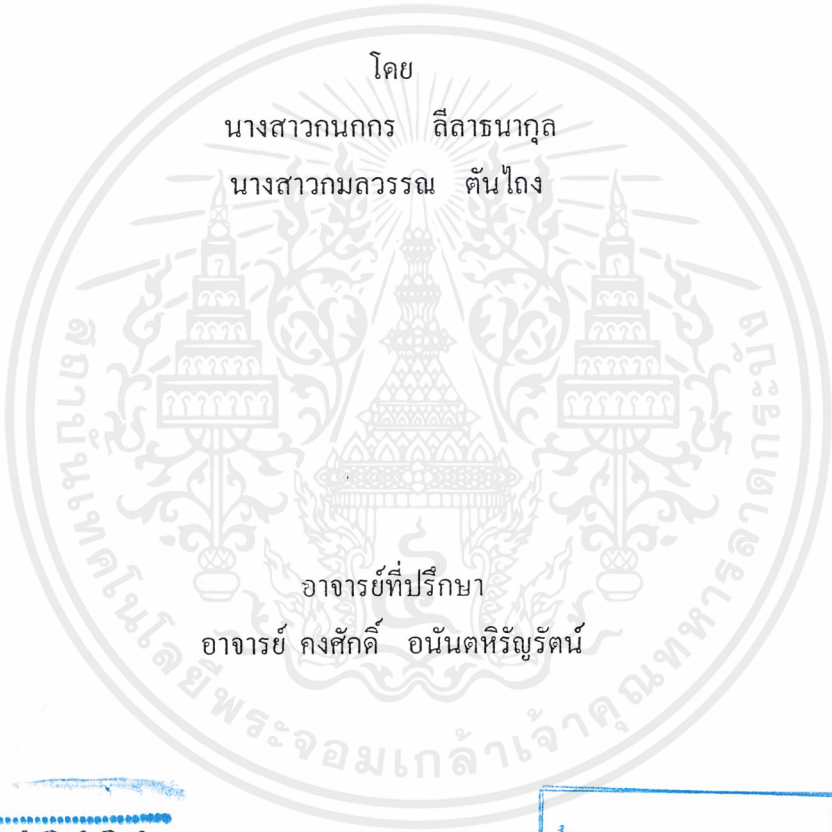 โดย
นางสาวกนกกร ลีลาธนากุล
นางสาวกมลวรรณ ตันไถง
อาจารย์ที่ปรึกษา
อาจารย์ คงศักดิ์ อนันตหิรัญรัตน์
สถาบันเทคโนโลยีพระจอมเกล้าเจ้าคุณทหารลาดกระบัง